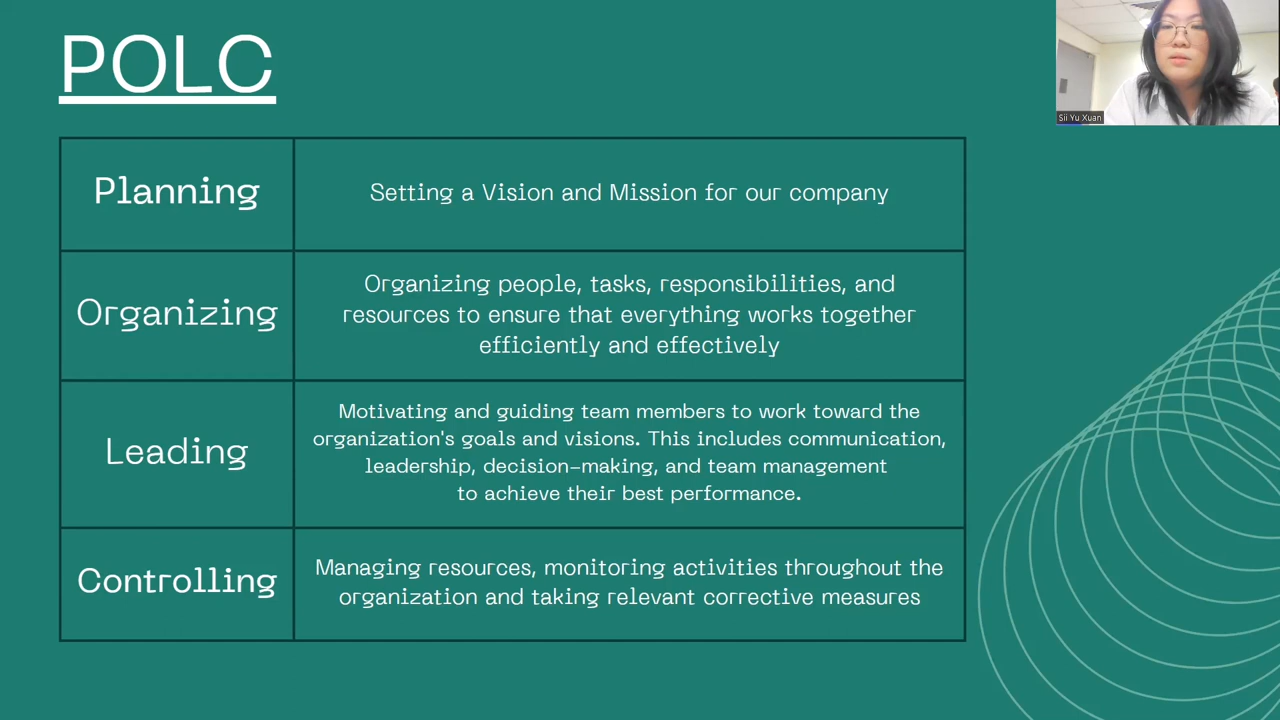 POLC
Sii Yu Xuan
Planning
Setting a Vision and Mission for our company
Organizing
Organizing people, tasks, responsibilities, and
resources to ensure that everything works together
efficiently and effectively
Leading
Motivating and guiding team members to work toward the
organization's goals and visions. This includes communication,
leadership, decision-making, and team management
to achieve their best performance.
Controlling
Managing resources, monitoring activities throughout the
organization and taking relevant corrective measures